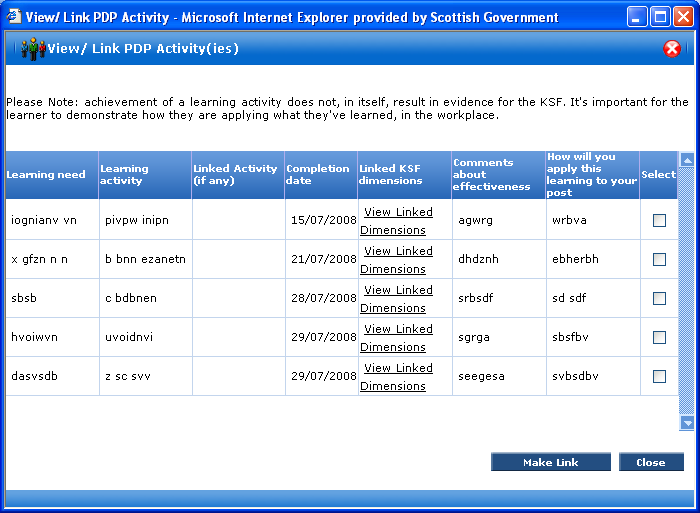 View/ Link PDP Activity - Microsoft Internet Explorer provided by Scottish Government
View/ Link PDP Activity(ies)
Please Note: achievement of a learning activity does not, in itself, result in evidence for the KSF. It's important for the
learner to demonstrate how they are applying what they've learned, in the workplace.
Learning need Learning activity Linked Activity (if any) Completion date Linked KSF dimensions Comments about effectiveness How will you apply this learning to your post Select
iognianv vn pivpw inipn 15/07/2008 View Linked Dimensions agwrg wrbva
x gfzn n n b bnn ezanetn 21/07/2008 View Linked Dimensions dhdznh ebherbh
sbsb c bdbnen 28/07/2008 View Linked Dimensions srbsdf sd sdf
hvoiwvn uvoidnvi 29/07/2008 View Linked Dimensions sgrga sbsfbv
dasvsdb z sc svv 29/07/2008 View Linked Dimensions seegesa svbsdbv
Make Link Close